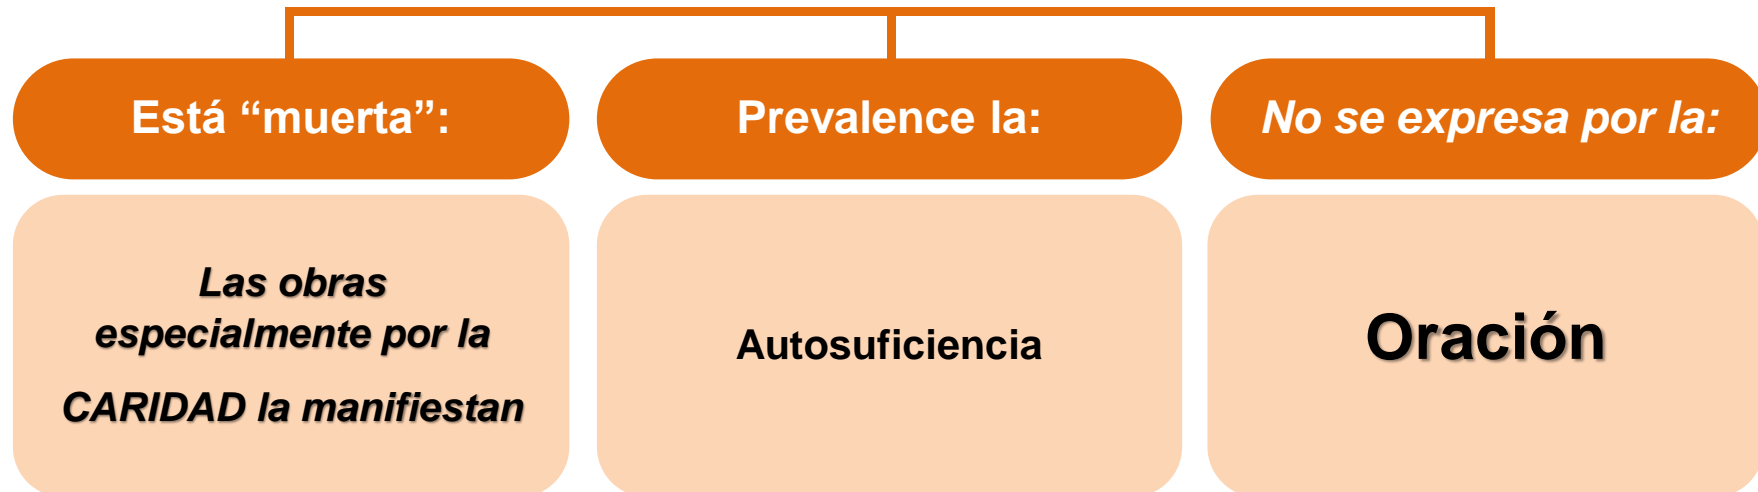 Está “muerta”:
Prevalence la:
No se expresa por la:
Las obras
especialmente por la
CARIDAD la manifiestan
Autosuficiencia
Oración